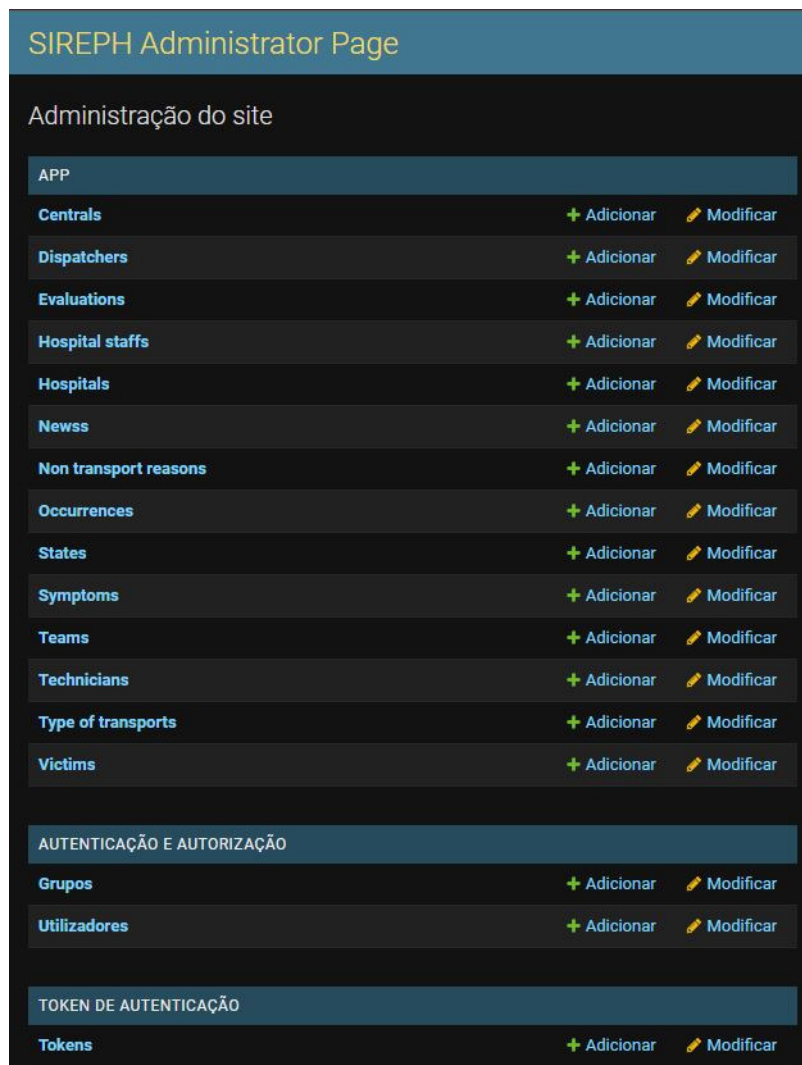 SIREPH Administrator Page
Administração do site
APP
Centrals Adicionar Modificar
Dispatchers Adicionar Modificar
Evaluations Adicionar Modificar
Hospital staffs Adicionar Modificar
Hospitals Adicionar Modificar
Newss Adicionar Modificar
Non transport reasons Adicionar Modificar
Occurrences Adicionar Modificar
States Adicionar Modificar
Symptoms Adicionar Modificar
Teams Adicionar Modificar
Technicians Adicionar Modificar
Type of transports Adicionar Modificar
Victims Adicionar Modificar
AUTENTICAÇÃO E AUTORIZAÇÃO
Grupos Adicionar Modificar
Utilizadores Adicionar Modificar
TOKEN DE AUTENTICAÇÃO
Tokens Adicionar Modificar